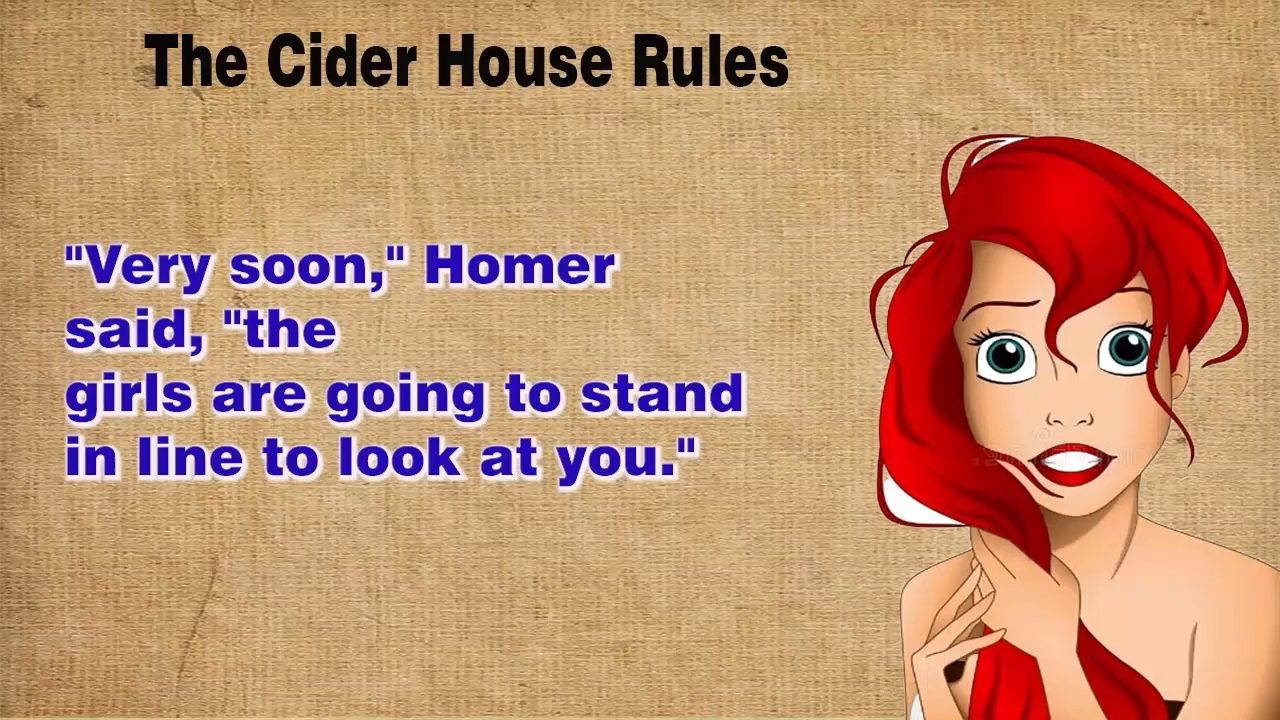 The Cider House Rules
"Very soon," Homer
said, "the
girls are going to stand
in line to look at you."